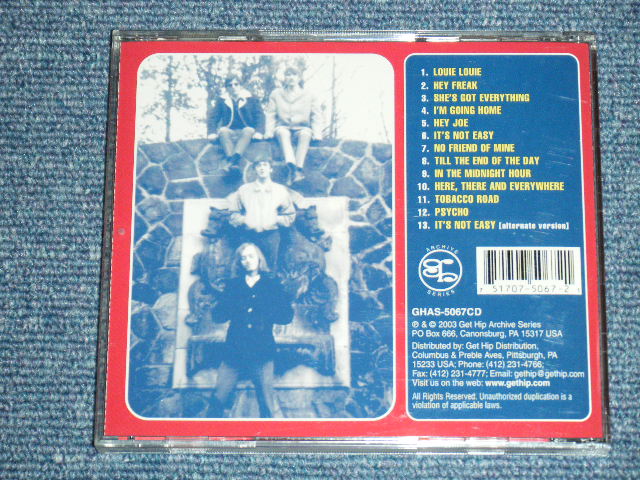 1. LOUIE LOUIE
2. HEY FREAK
3. SHE'S GOT EVERYTHING
4. I'M GOING HOME
5. HEY JOE
6. IT'S NOT EASY
7. NO FRIEND OF MINE
8. TILL THE END OF THE DAY
9. IN THE MIDNIGHT HOUR
10. HERE, THERE AND EVERYWHERE
11. TOBACCO ROAD
12. PSYCHO
13. IT'S NOT EASY [alternate version]
ARCHIVE
SERIES
7 51707-5067-2
GHAS-5067CD
℗ & © 2003 Get Hip Archive Series
PO Box 666, Canonsburg, PA 15317 USA
Distributed by: Get Hip Distribution,
Columbus & Preble Aves, Pittsburgh, PA
15233 USA; Phone: (412) 231-4766;
Fax: (412) 231-4777; Email: gethip@gethip.com
Visit us on the web: www.gethip.com
All Rights Reserved. Unauthorized duplication is a
violation of applicable laws.